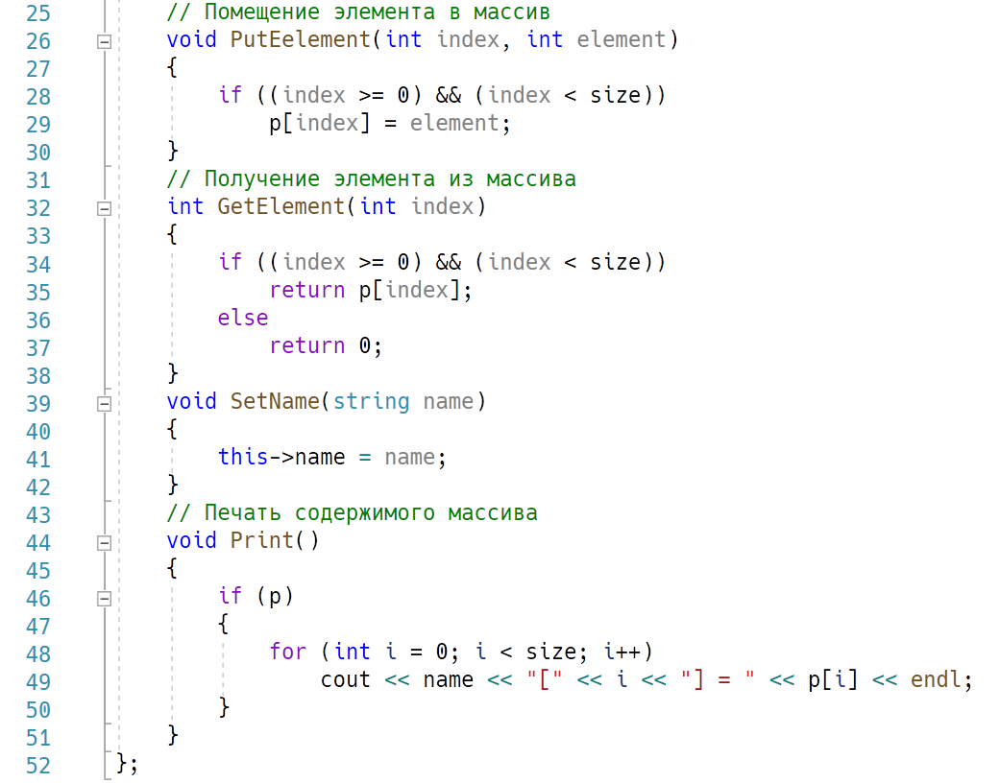 25 // Помещение элемента в массив
26 void PutEelement(int index, int element)
27 {
28 if ((index >= 0) && (index < size))
29 p[index] = element;
30 }
31 // Получение элемента из массива
32 int GetElement(int index)
33 {
34 if ((index >= 0) && (index < size))
35 return p[index];
36 else
37 return 0;
38 }
39 void SetName(string name)
40 {
41 this->name = name;
42 }
43 // Печать содержимого массива
44 void Print()
45 {
46 if (p)
47 {
48 for (int i = 0; i < size; i++)
49 cout << name << "[" << i << "] = " << p[i] << endl;
50 }
51 }
52 };